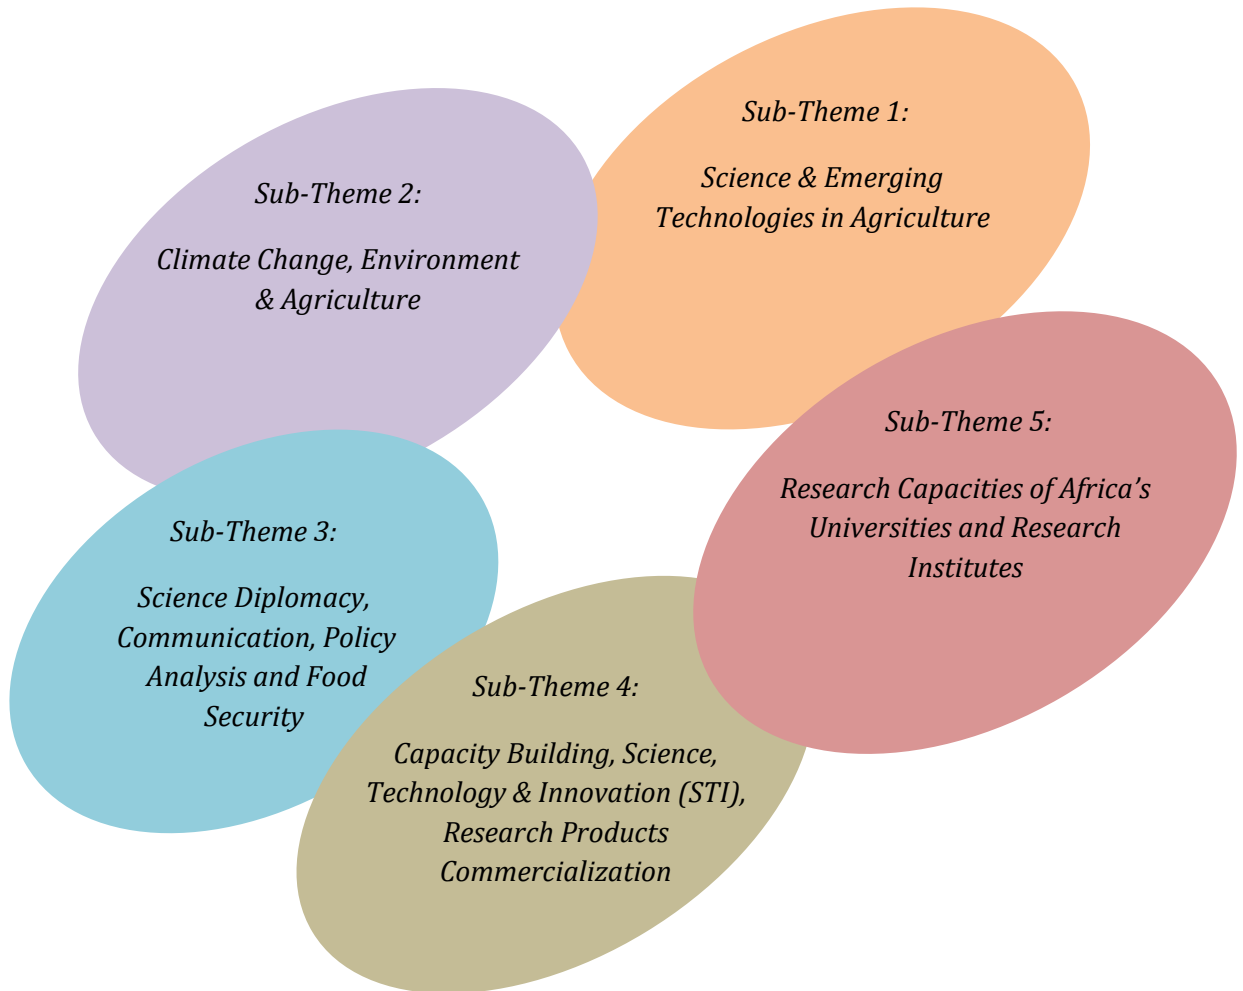 Sub-Theme 1:
Science & Emerging
Technologies in Agriculture
Sub-Theme 2:
Climate Change, Environment
& Agriculture
Sub-Theme 3:
Science Diplomacy,
Communication, Policy
Analysis and Food
Security
Sub-Theme 4:
Capacity Building, Science,
Technology & Innovation (STI),
Research Products
Commercialization
Sub-Theme 5:
Research Capacities of Africa’s
Universities and Research
Institutes